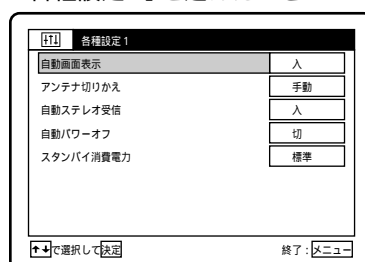 各種設定1
自動画面表示 入
アンテナ切りかえ 手動
自動ステレオ受信 入
自動パワーオフ 切
スタンバイ消費電力 標準
で選択して決定 終了:メニュー